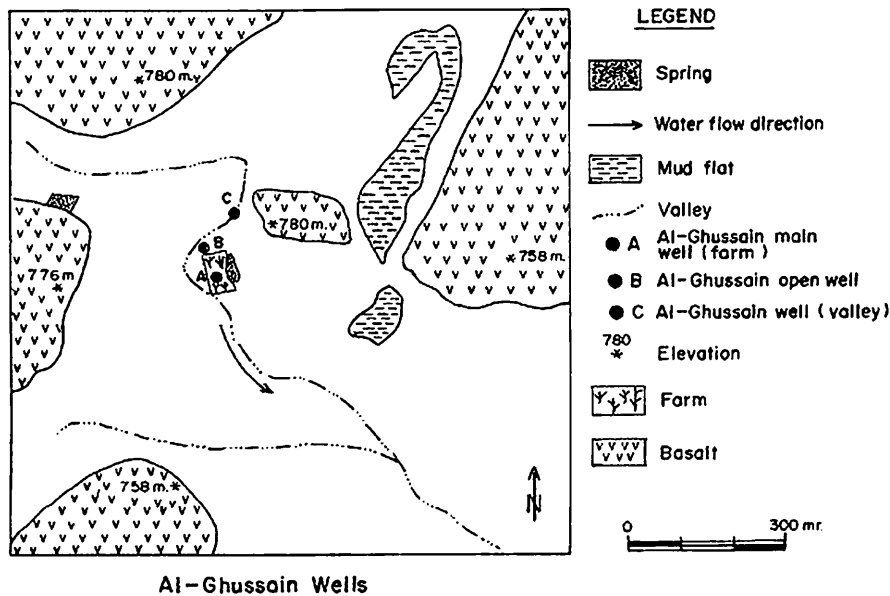 780 m.
C
780 m.
B
A
776 m
758 m.
758 m.
N
Al-Ghussain Wells
LEGEND
Spring
Water flow direction
Mud flat
Valley
A Al-Ghussain main
well (farm)
B Al-Ghussain open well
C Al-Ghussain well (valley)
780
Elevation
Farm
Basalt
0 300 mr.